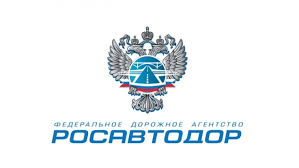 ФЕДЕРАЛЬНОЕ ДОРОЖНОЕ АГЕНТСТВО
РОСАВТОДОР